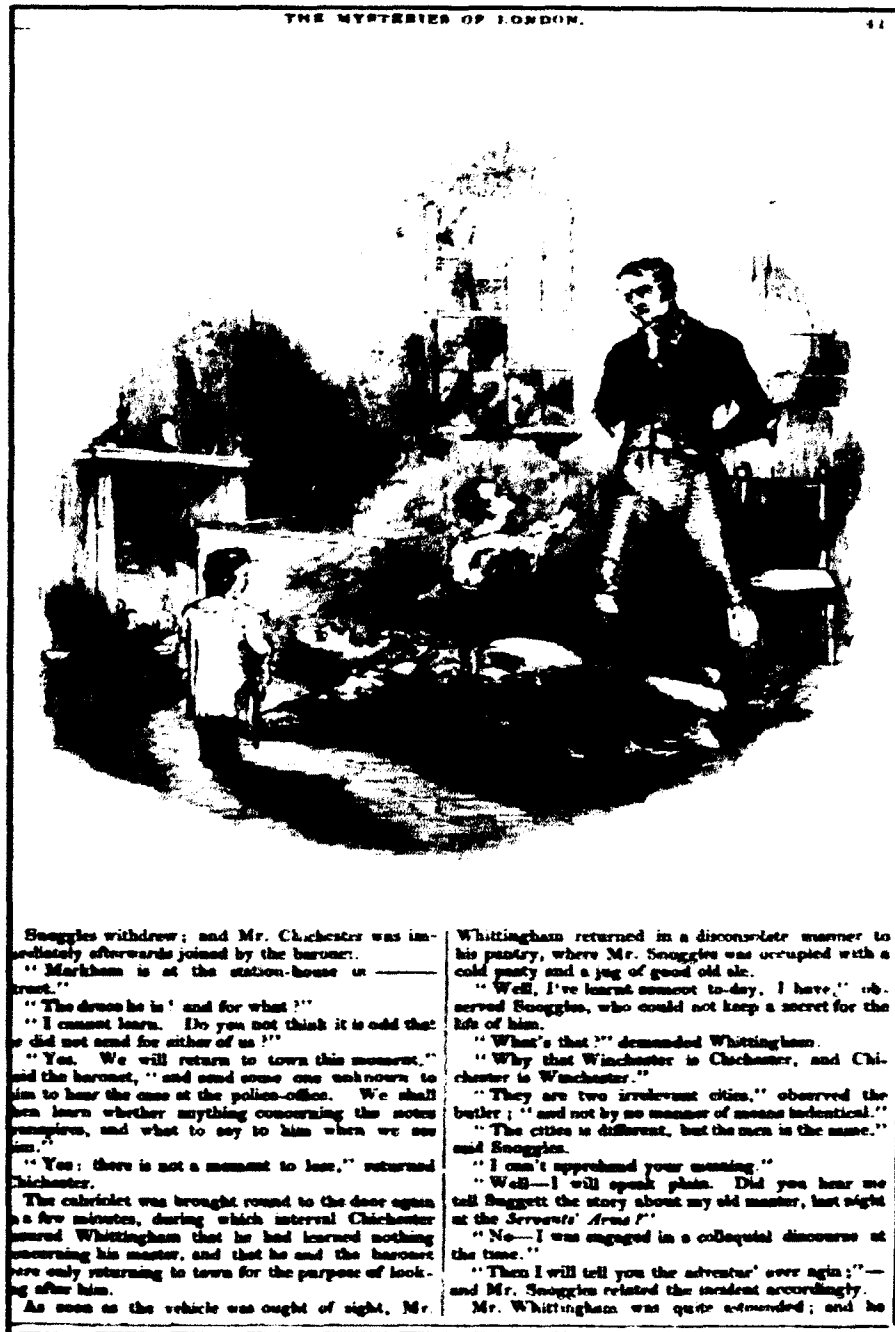 THE MYSTERIES OF LONDON.
Snoggles withdrew; and Mr. Chichester was im-
mediately afterwards joined by the baronet.
"Markham is at the station-house in ———
street."
"The deuce he is! and for what?"
"I cannot learn. Do you not think it is odd that
he did not send for either of us?"
"Yes. We will return to town this moment,"
said the baronet, "and send some one unknown to
him to hear the case at the police-office. We shall
then learn whether anything concerning the notes
transpires, and what to say to him when we see
him."
"Yes: there is not a moment to lose," returned
Chichester.
The cabriolet was brought round to the door again
in a few minutes, during which interval Chichester
assured Whittingham that he had learned nothing
concerning his master, and that he and the baronet
were only returning to town for the purpose of look-
ing after him.
As soon as the vehicle was ought of sight, Mr.
Whittingham returned in a disconsolate manner to
his pantry, where Mr. Snoggles was occupied with a
cold pasty and a jug of good old ale.
"Well, I've learnt someot to-day, I have," ob-
served Snoggles, who could not keep a secret for the
life of him.
"What's that?" demanded Whittingham.
"Why that Winchester is Chichester, and Chi-
chester is Winchester."
"They are two irrelevant cities," observed the
butler; "and not by no manner of means indentical."
"The cities is different, but the men is the same."
said Snoggles.
"I can't apprehend your meaning."
"Well—I will speak plain. Did you hear me
tell Suggett the story about my old master, last night
at the Servants' Arms?"
"No—I was engaged in a colloquial discourse at
the time."
"Then I will tell you the adventur' over agin;"—
and Mr. Snoggles related the incident accordingly.
Mr. Whittingham was quite astounded; and he